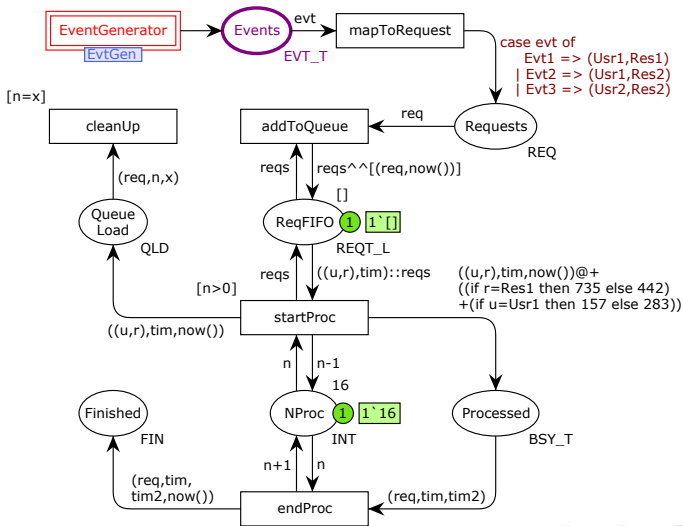 EventGenerator
EvtGen
Events
EVT_T
evt
mapToRequest
case evt of
Evt1 => (Usr1,Res1)
| Evt2 => (Usr1,Res2)
| Evt3 => (Usr2,Res2)
[n=x]
cleanUp
addToQueue
req
Requests
REQ
(req,n,x)
reqs
reqs^^[(req,now())]
[]
Queue
Load
QLD
ReqFIFO
1
1`[]
REQT_L
reqs
((u,r),tim)::reqs
((u,r),tim,now())@+
((if r=Res1 then 735 else 442)
+(if u=Usr1 then 157 else 283))
[n>0]
startProc
((u,r),tim,now())
n
n-1
16
Finished
FIN
NProc
1
1`16
INT
Processed
BSY_T
n+1
n
(req,tim,
tim2,now())
(req,tim,tim2)
endProc